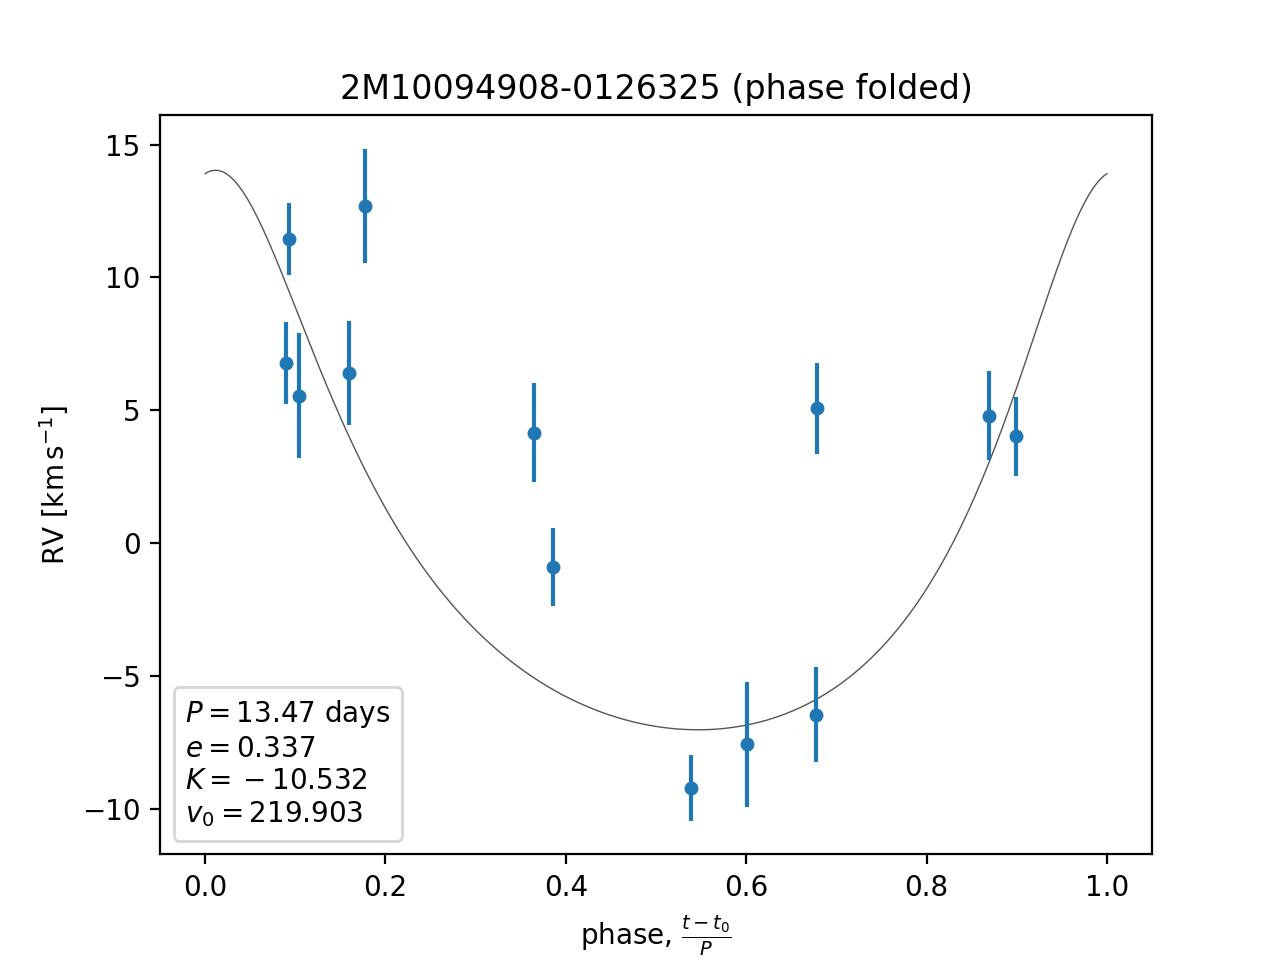 2M10094908-0126325 (phase folded)
15
10
5
0
−5
−10
RV [km s⁻¹]
P = 13.47 days
e = 0.337
K = −10.532
v₀ = 219.903
0.0 0.2 0.4 0.6 0.8 1.0
phase, (t − t₀)/P